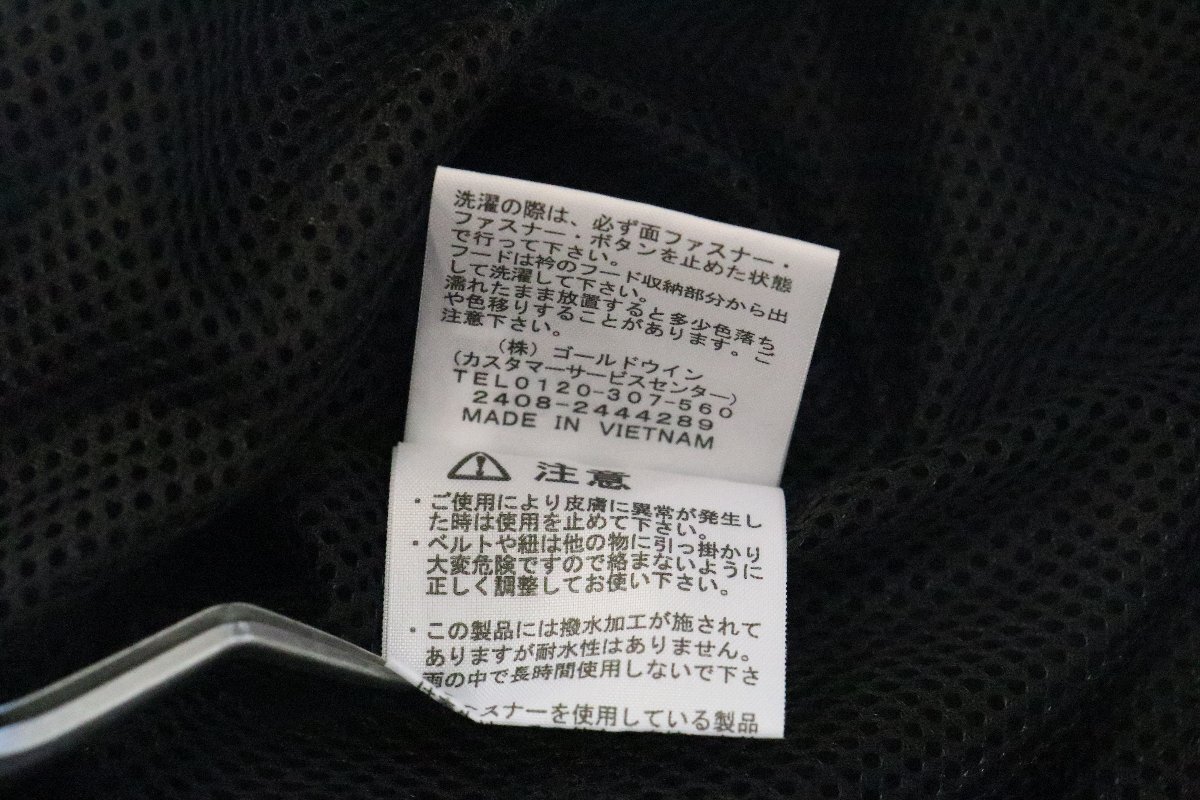 洗濯の際は、必ず面ファスナー・
ファスナー・ボタンを止めた状態
で行って下さい。
フードは衿のフード収納部分から出
して洗濯して下さい。
濡れたまま放置すると多少色落ち
や色移りすることがあります。ご
注意下さい。
(株)ゴールドウイン
(カスタマーサービスセンター)
TEL0120-307-560
2408-2444289
MADE IN VIETNAM
注意
・ご使用により皮膚に異常が発生し
た時は使用を止めて下さい。
・ベルトや紐は他の物に引っ掛かり
大変危険ですので絡まないように
正しく調整してお使い下さい。
・この製品には撥水加工が施されて
ありますが耐水性はありません。
雨の中で長時間使用しないで下さ
スナーを使用している製品